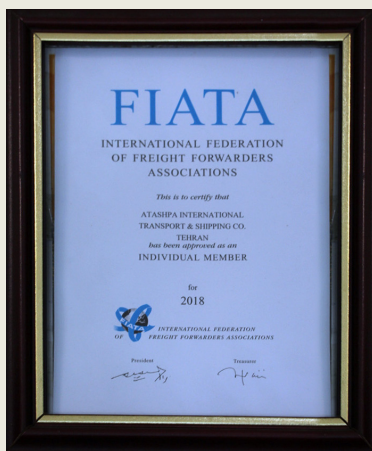 FIATA
INTERNATIONAL FEDERATION
OF FREIGHT FORWARDERS
ASSOCIATIONS
This is to certify that
ATASHPA INTERNATIONAL
TRANSPORT & SHIPPING CO.
TEHRAN
has been approved as an
INDIVIDUAL MEMBER
for
2018
FIATA
INTERNATIONAL FEDERATION
OF FREIGHT FORWARDERS ASSOCIATIONS
President Treasurer